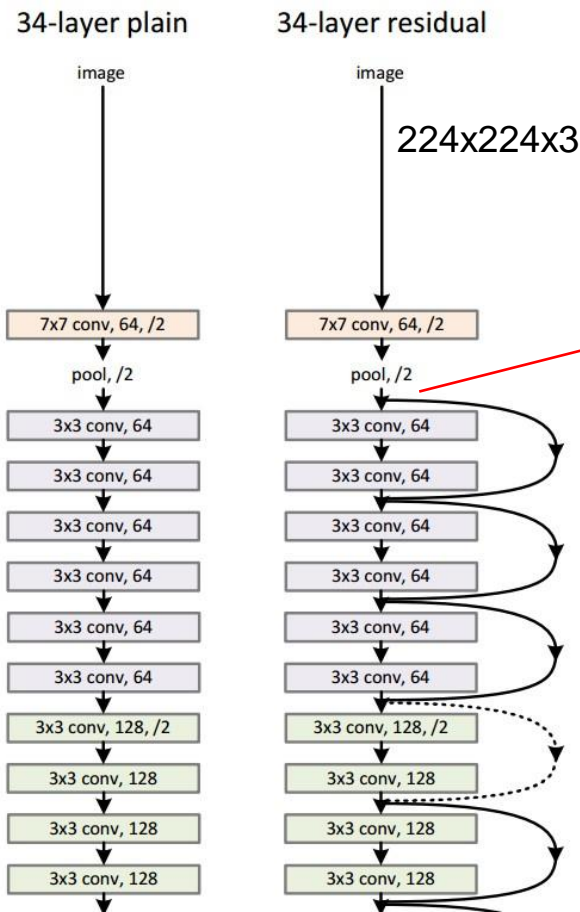 34-layer plain
34-layer residual
image
image
224x224x3
7x7 conv, 64, /2
7x7 conv, 64, /2
pool, /2
pool, /2
3x3 conv, 64
3x3 conv, 64
3x3 conv, 64
3x3 conv, 64
3x3 conv, 64
3x3 conv, 64
3x3 conv, 64
3x3 conv, 64
3x3 conv, 64
3x3 conv, 64
3x3 conv, 64
3x3 conv, 64
3x3 conv, 128, /2
3x3 conv, 128, /2
3x3 conv, 128
3x3 conv, 128
3x3 conv, 128
3x3 conv, 128
3x3 conv, 128
3x3 conv, 128